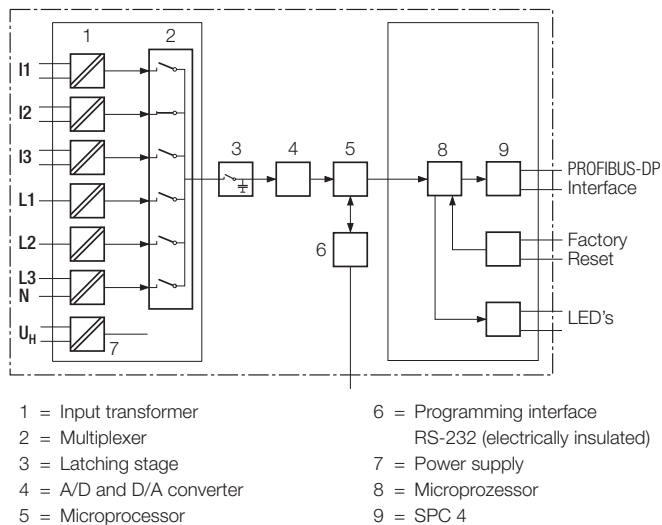 1
2
I1
I2
I3
L1
L2
L3
N
U_H
7
3
4
5
6
8
9
PROFIBUS-DP
Interface
Factory
Reset
LED's
1 = Input transformer
2 = Multiplexer
3 = Latching stage
4 = A/D and D/A converter
5 = Microprocessor
6 = Programming interface
RS-232 (electrically insulated)
7 = Power supply
8 = Microprozessor
9 = SPC 4